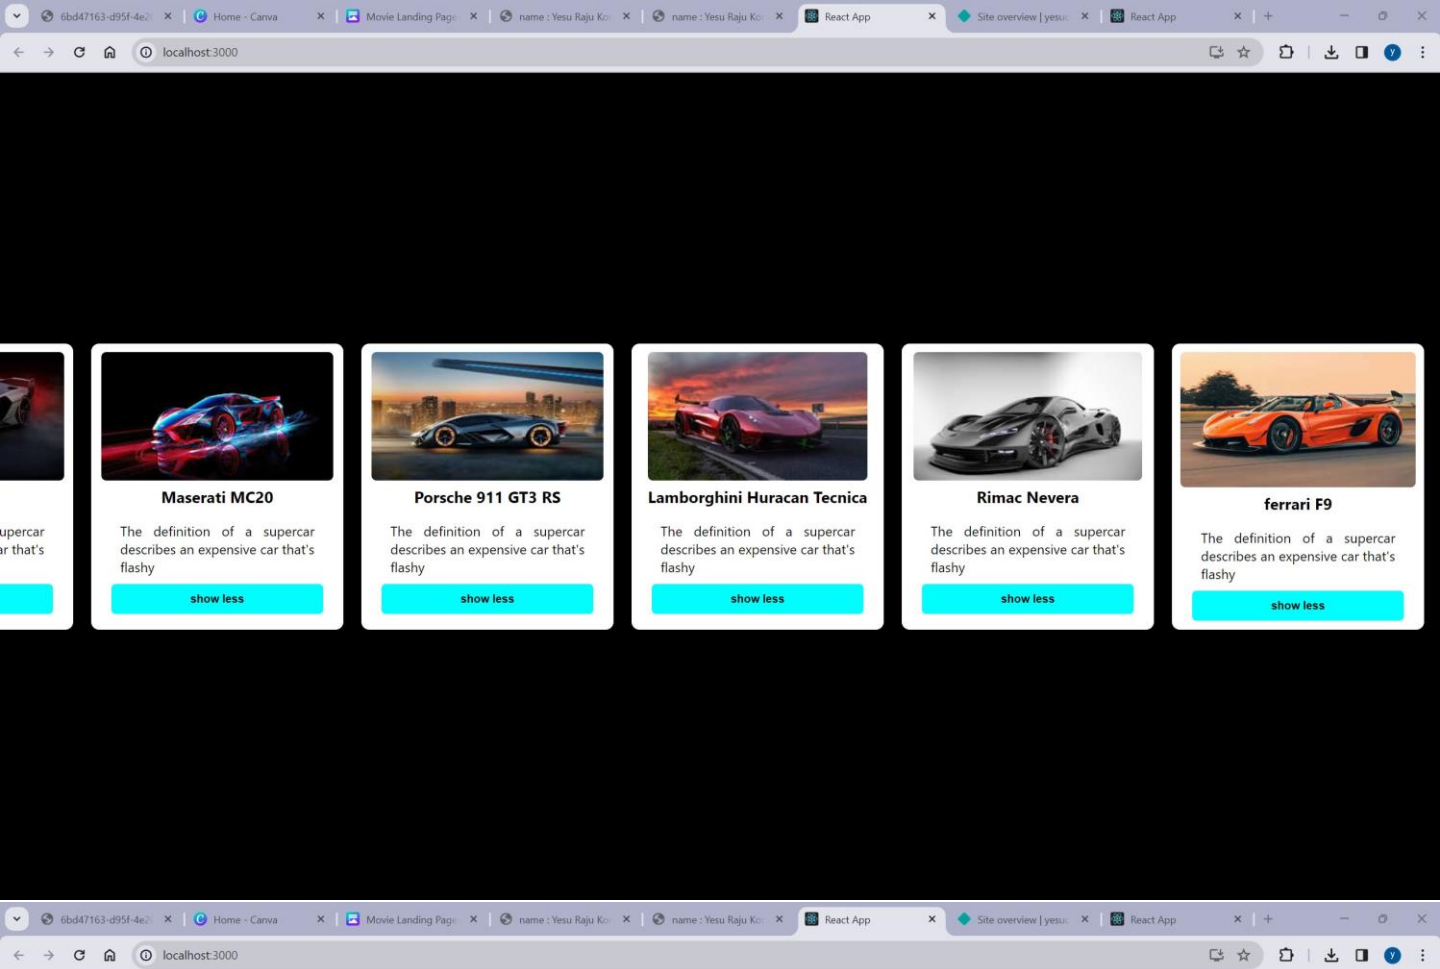 6bd47163-d95f-4e2
Home - Canva
Movie Landing Page
name : Yesu Raju Ko
name : Yesu Raju Ko
React App
Site overview | yesu
React App
localhost:3000
y
Maserati MC20
Porsche 911 GT3 RS
Lamborghini Huracan Tecnica
Rimac Nevera
ferrari F9
upercar
ar that's
The definition of a supercar
describes an expensive car that's
flashy
show less
The definition of a supercar
describes an expensive car that's
flashy
show less
The definition of a supercar
describes an expensive car that's
flashy
show less
The definition of a supercar
describes an expensive car that's
flashy
show less
The definition of a supercar
describes an expensive car that's
flashy
show less
6bd47163-d95f-4e2
Home - Canva
Movie Landing Page
name : Yesu Raju Ko
name : Yesu Raju Ko
React App
Site overview | yesu
React App
localhost:3000
y